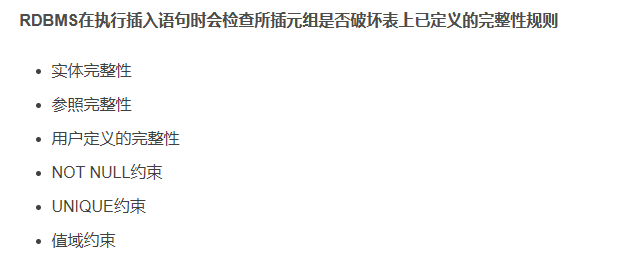 RDBMS在执行插入语句时会检查所插元组是否破坏表上已定义的完整性规则
• 实体完整性
• 参照完整性
• 用户定义的完整性
• NOT NULL约束
• UNIQUE约束
• 值域约束